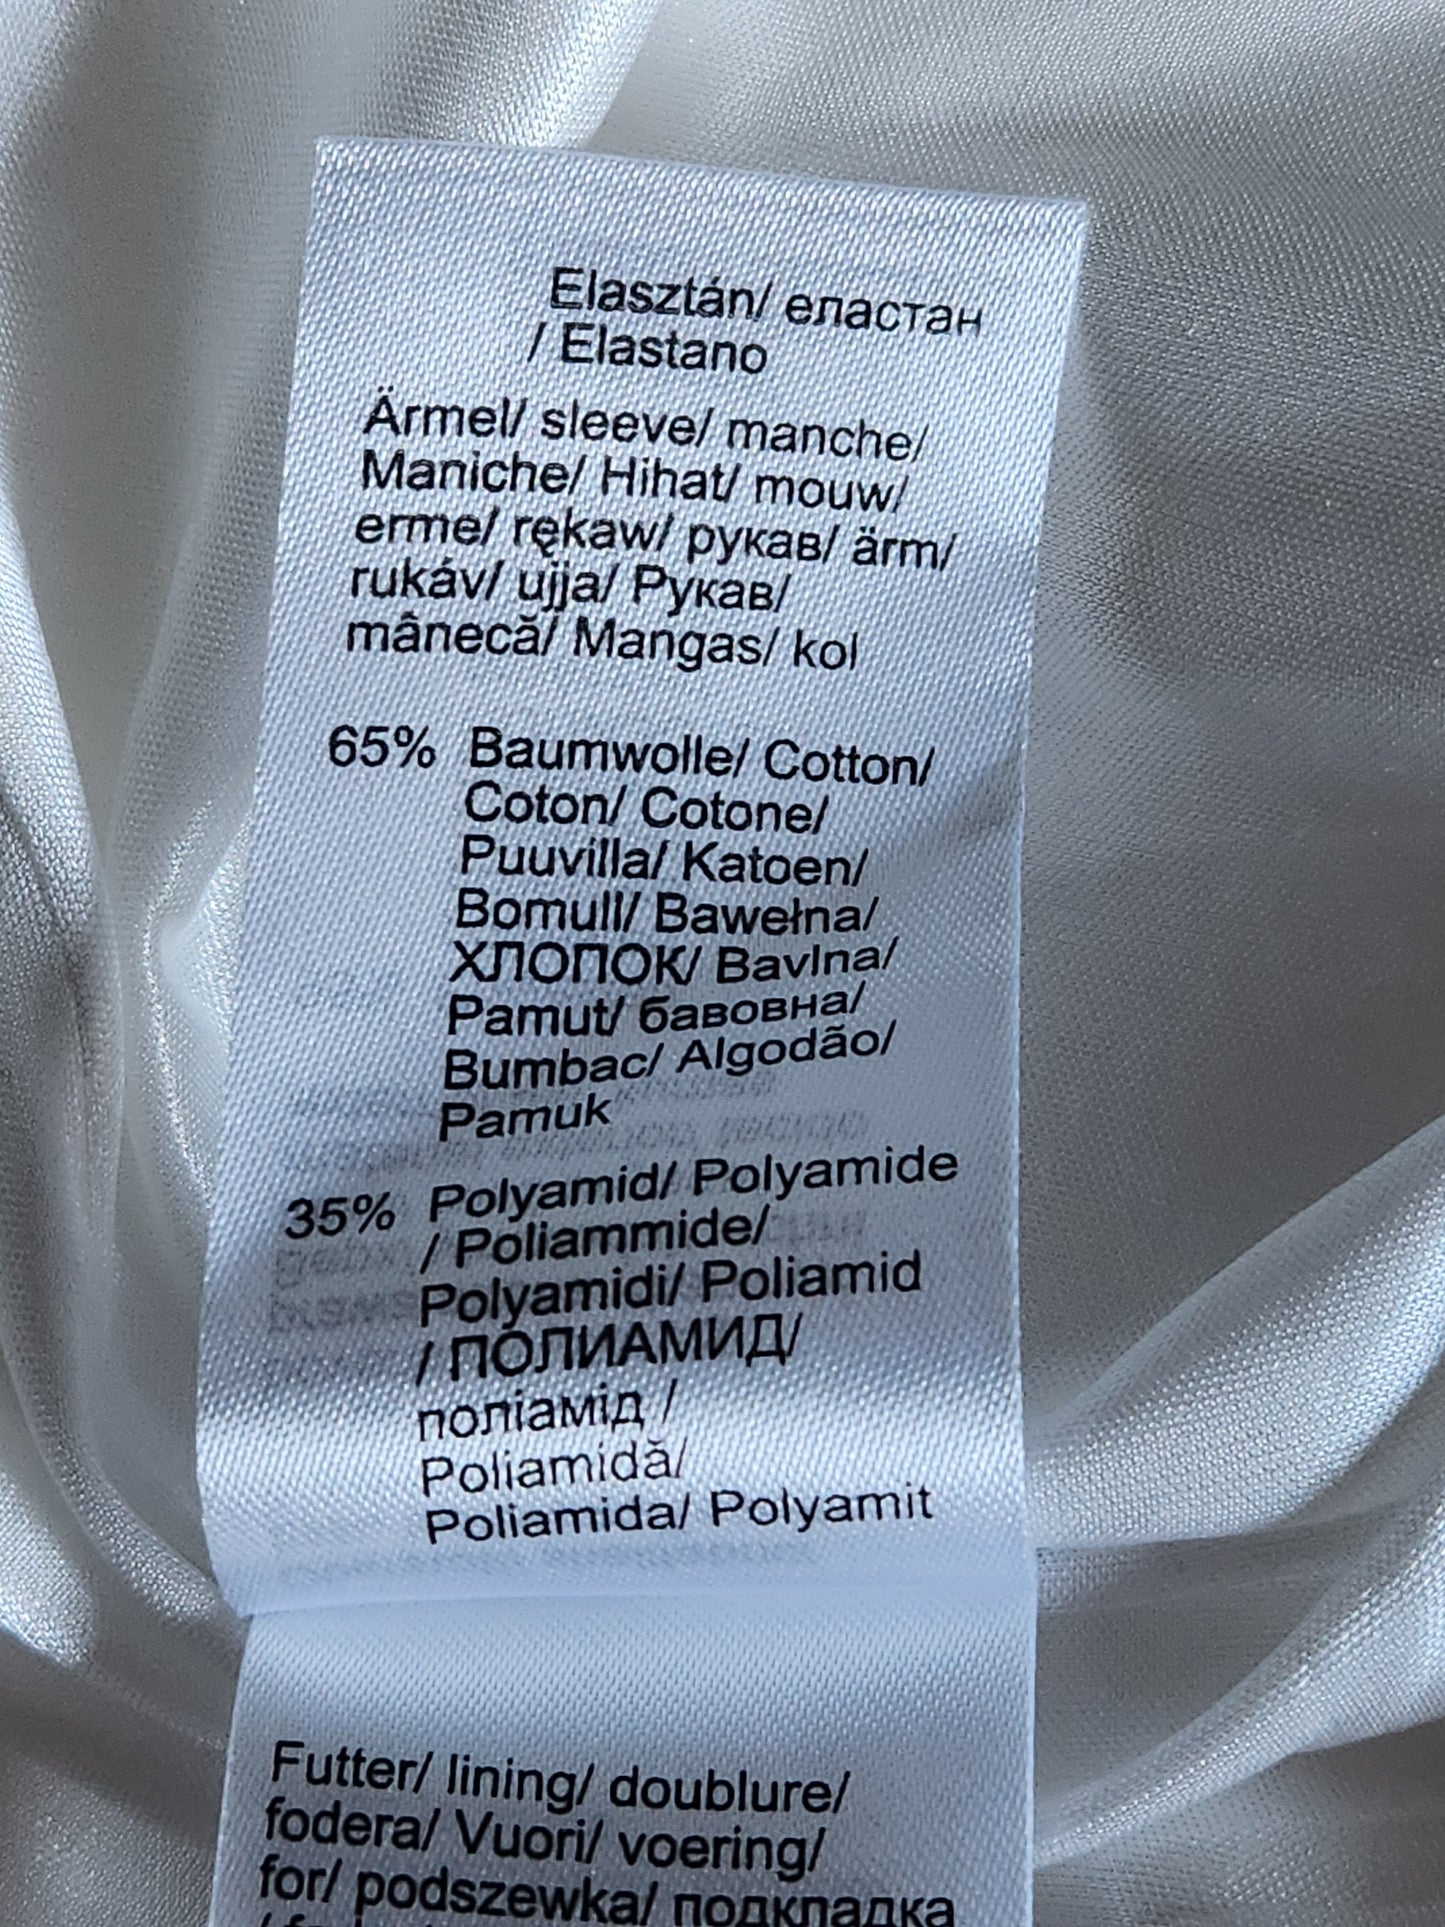 Elasztán/ еластан
/ Elastano
Ärmel/ sleeve/ manche/
Maniche/ Hihat/ mouw/
erme/ rękaw/ рукав/ ärm/
rukáv/ ujja/ Рукав/
mânecă/ Mangas/ kol
65% Baumwolle/ Cotton/
Coton/ Cotone/
Puuvilla/ Katoen/
Bomull/ Bawełna/
ХЛОПОК/ Bavlna/
Pamut/ бавовна/
Bumbac/ Algodão/
Pamuk
35% Polyamid/ Polyamide
/ Poliammide/
Polyamidi/ Poliamid
/ ПОЛИАМИД/
поліамід /
Poliamidă/
Poliamida/ Polyamit
Futter/ lining/ doublure/
fodera/ Vuori/ voering/
for/ podszewka/ подкладка